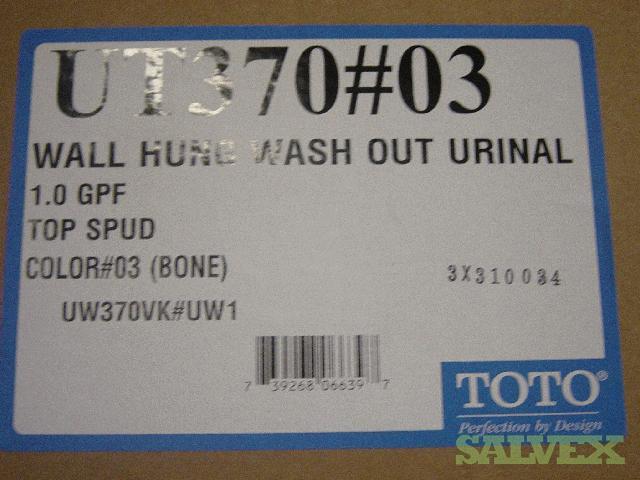 UT370#03
WALL HUNG WASH OUT URINAL
1.0 GPF
TOP SPUD
COLOR#03 (BONE)
3X310034
UW370VK#UW1
7 39268 06639 7
TOTO®
Perfection by Design
SALVEX